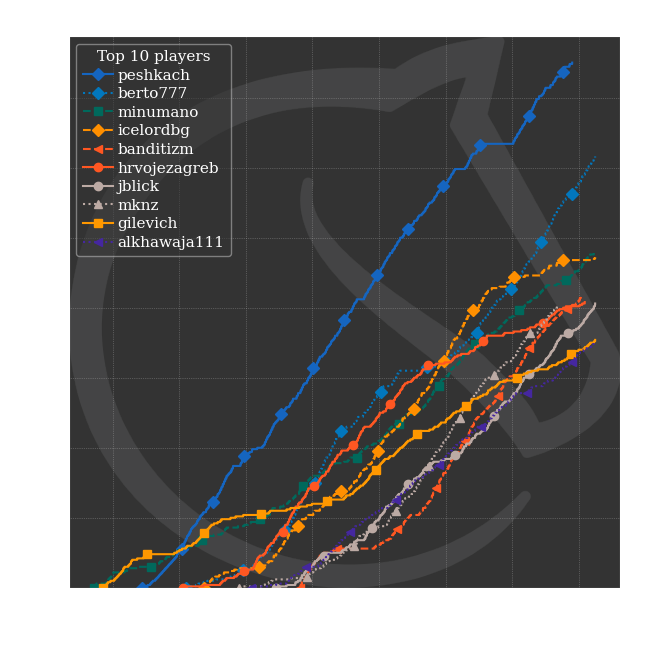 Top 10 players
peshkach
berto777
minumano
icelordbg
banditizm
hrvojezagreb
jblick
mknz
gilevich
alkhawaja111